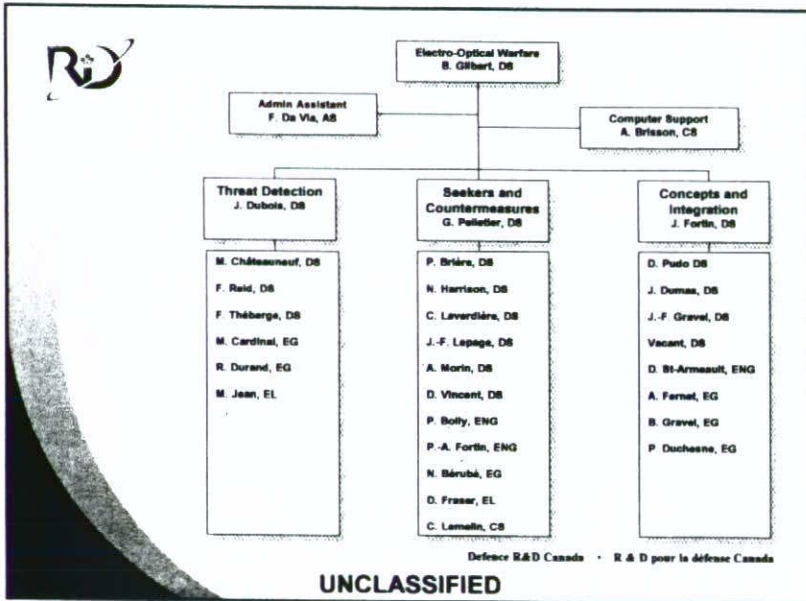 RD
Electro-Optical Warfare
B. Gilbert, DS
Admin Assistant
F. Da Via, AS
Computer Support
A. Brisson, CS
Threat Detection
J. Dubois, DS
M. Châteauneuf, DS
F. Reid, DS
F. Théberge, DS
M. Cardinal, EG
R. Durand, EG
M. Jean, EL
Seekers and
Countermeasures
G. Pelletier, DS
P. Brière, DS
N. Harrison, DS
C. Laverdière, DS
J.-F. Lepage, DS
A. Morin, DS
D. Vincent, DS
P. Bolly, ENG
P.-A. Fortin, ENG
N. Bérubé, EG
D. Fraser, EL
C. Lemelin, CS
Concepts and
Integration
J. Fortin, DS
D. Pudo DS
J. Dumas, DS
J.-F. Gravel, DS
Vacant, DS
D. St-Armeault, ENG
A. Fernet, EG
B. Gravel, EG
P Duchesne, EG
Defence R&D Canada · R & D pour la défense Canada
UNCLASSIFIED